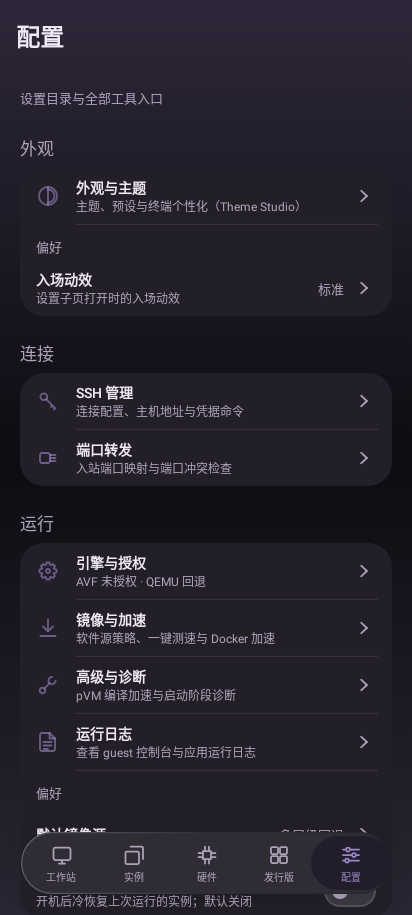 配置
设置目录与全部工具入口
外观
外观与主题
主题、预设与终端个性化（Theme Studio）
偏好
入场动效
标准
设置子页打开时的入场动效
连接
SSH 管理
连接配置、主机地址与凭据命令
端口转发
入站端口映射与端口冲突检查
运行
引擎与授权
AVF 未授权 · QEMU 回退
镜像与加速
软件源策略、一键测速与 Docker 加速
高级与诊断
pVM 编译加速与启动阶段诊断
运行日志
查看 guest 控制台与应用运行日志
偏好
默认镜像源
工作站
实例
硬件
发行版
配置
开机后冷恢复上次运行的实例；默认关闭